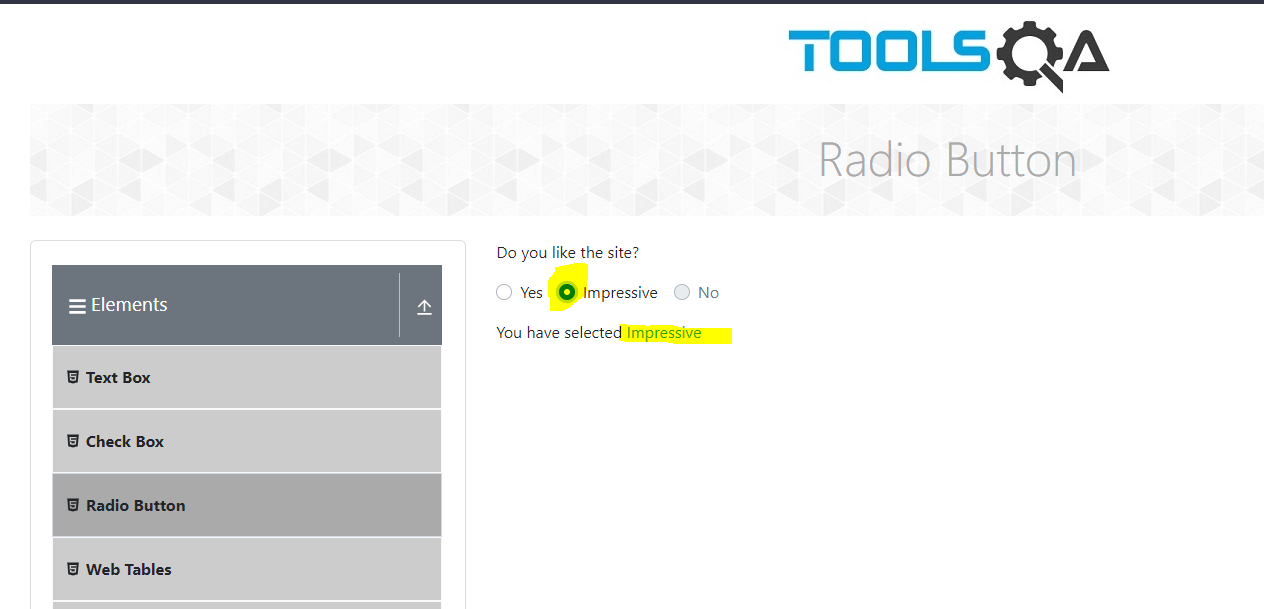 TOOLSQA
Radio Button
Elements
Text Box
Check Box
Radio Button
Web Tables
Do you like the site?
Yes Impressive No
You have selected Impressive